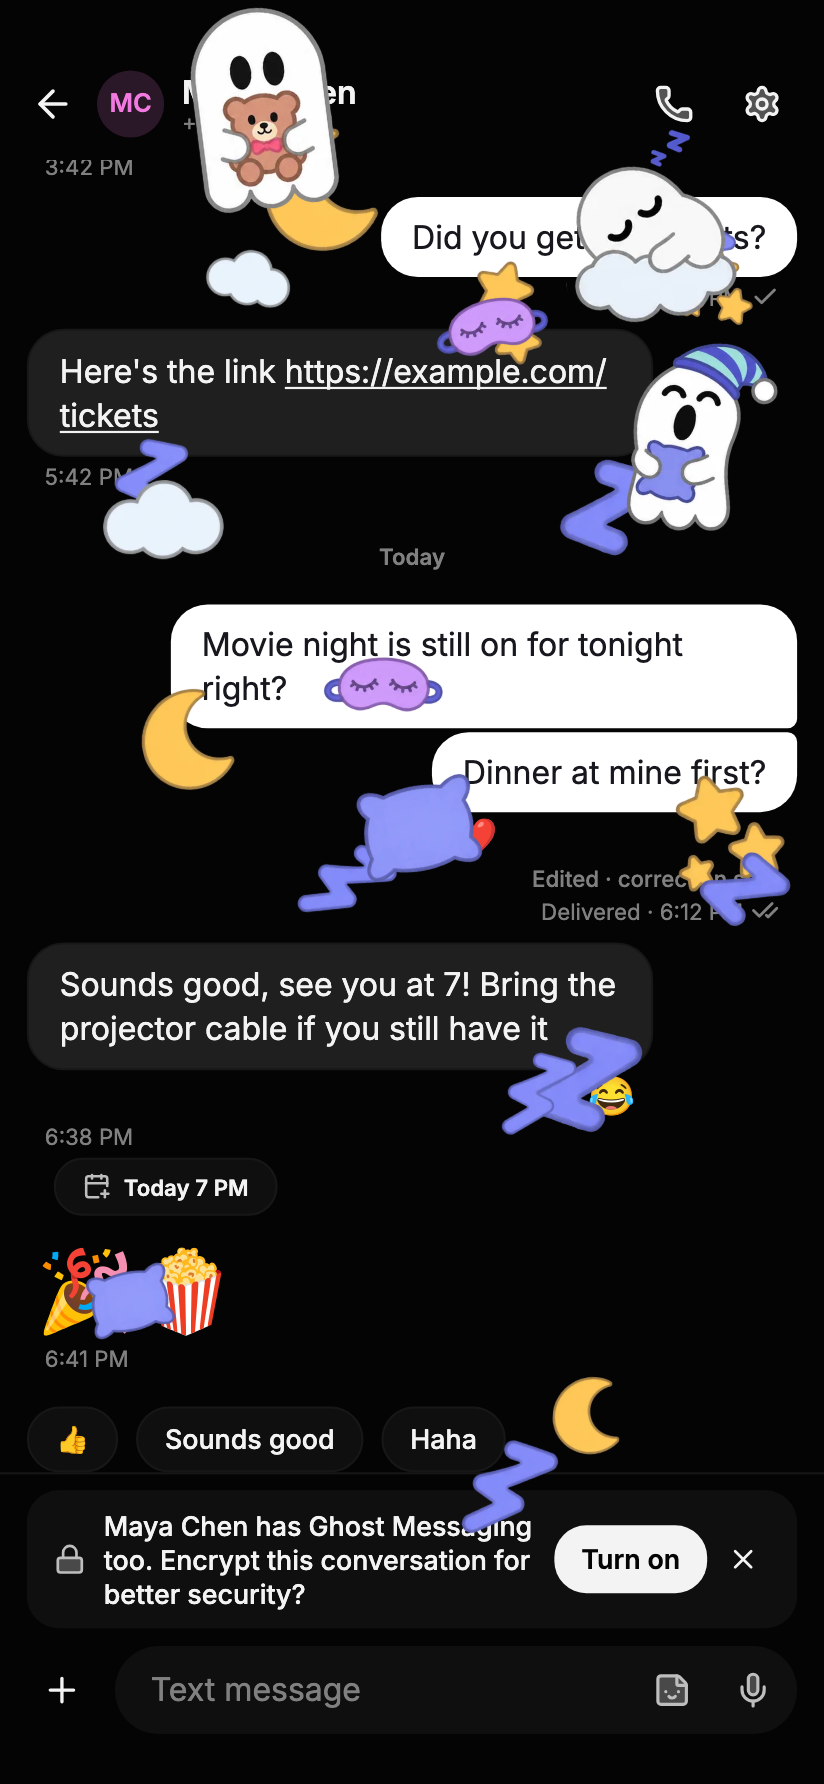 MC
en
3:42 PM
Did you get
Here's the link https://example.com/
tickets
5:42 PM
Today
Movie night is still on for tonight
right?
Dinner at mine first?
Edited ·
Delivered · 6:12
Sounds good, see you at 7! Bring the
projector cable if you still have it
6:38 PM
Today 7 PM
6:41 PM
Sounds good
Haha
Maya Chen has Ghost Messaging
too. Encrypt this conversation for
better security?
Turn on
Text message